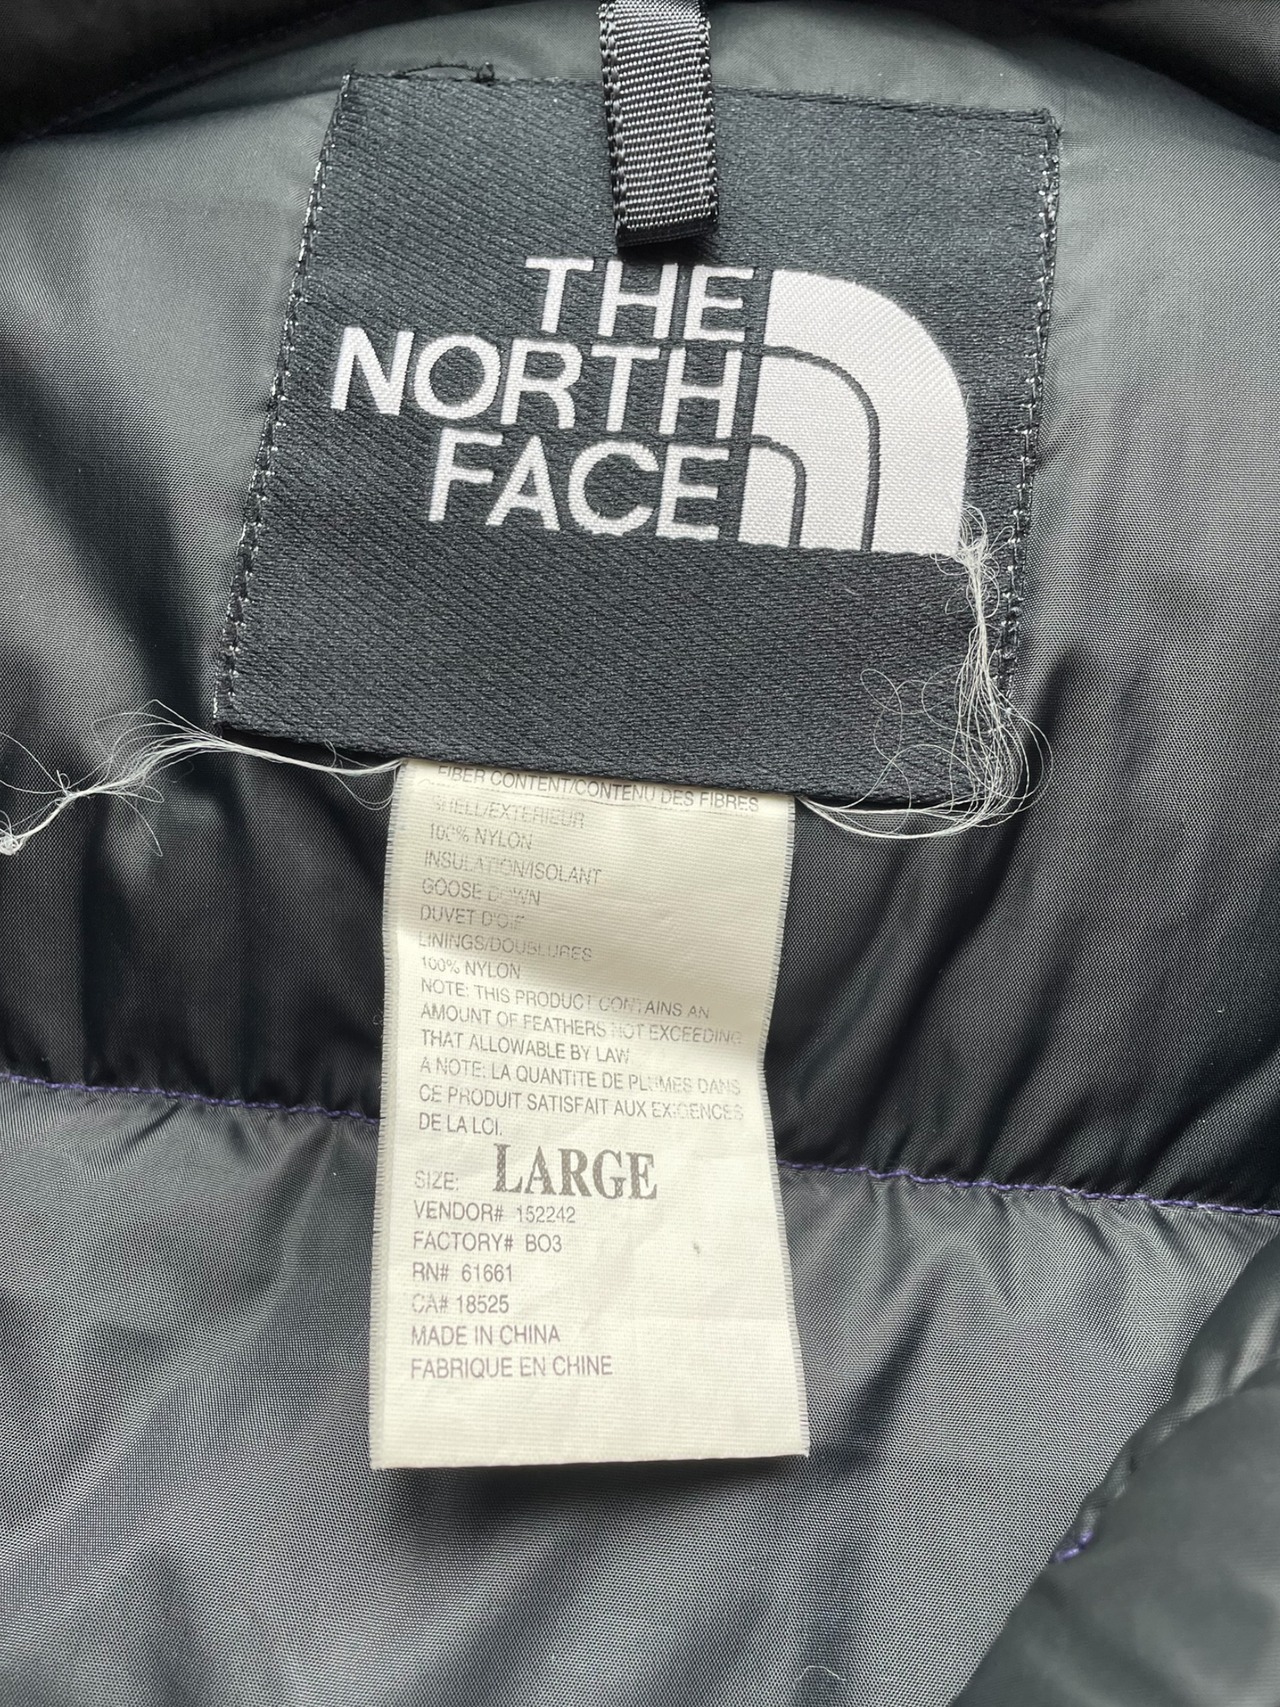 THE
NORTH
FACE
FIBER CONTENT/CONTENU DES FIBRES
SHELL/EXTERIEUR
100% NYLON
INSULATION/ISOLANT
GOOSE DOWN
DUVET D'OIE
LININGS/DOUBLURES
100% NYLON
NOTE: THIS PRODUCT CONTAINS AN
AMOUNT OF FEATHERS NOT EXCEEDING
THAT ALLOWABLE BY LAW
A NOTE: LA QUANTITE DE PLUMES DANS
CE PRODUIT SATISFAIT AUX EXIGENCES
DE LA LOI.
SIZE: LARGE
VENDOR# 152242
FACTORY# BO3
RN# 61661
CA# 18525
MADE IN CHINA
FABRIQUE EN CHINE